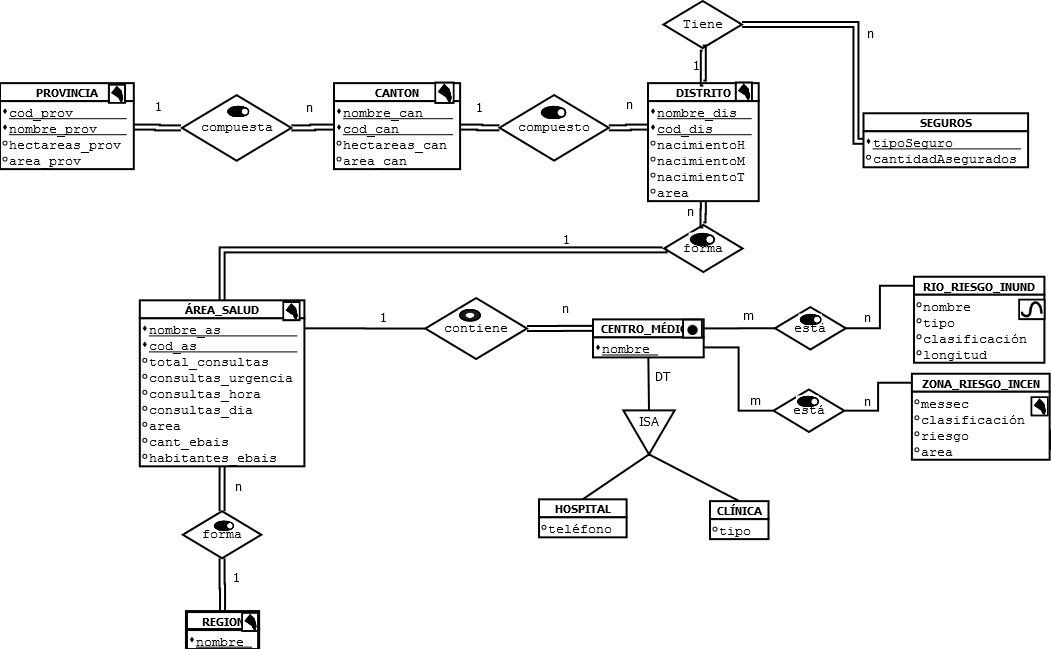 Tiene
n
1
PROVINCIA
cod_prov
nombre_prov
hectareas_prov
area_prov
1
compuesta
n
CANTON
nombre_can
cod_can
hectareas_can
area_can
1
compuesto
n
DISTRITO
nombre_dis
cod_dis
nacimientoH
nacimientoM
nacimientoT
area
SEGUROS
tipoSeguro
cantidadAsegurados
n
1
forma
ÁREA_SALUD
nombre_as
cod_as
total_consultas
consultas_urgencia
consultas_hora
consultas_dia
area
cant_ebais
habitantes_ebais
1
contiene
n
CENTRO_MÉDIC
nombre_
m
está
n
RIO_RIESGO_INUND
nombre
tipo
clasificación
longitud
m
está
n
ZONA_RIESGO_INCEN
messec
clasificación
riesgo
area
DT
ISA
HOSPITAL
teléfono
CLÍNICA
tipo
n
forma
1
REGION
nombre_